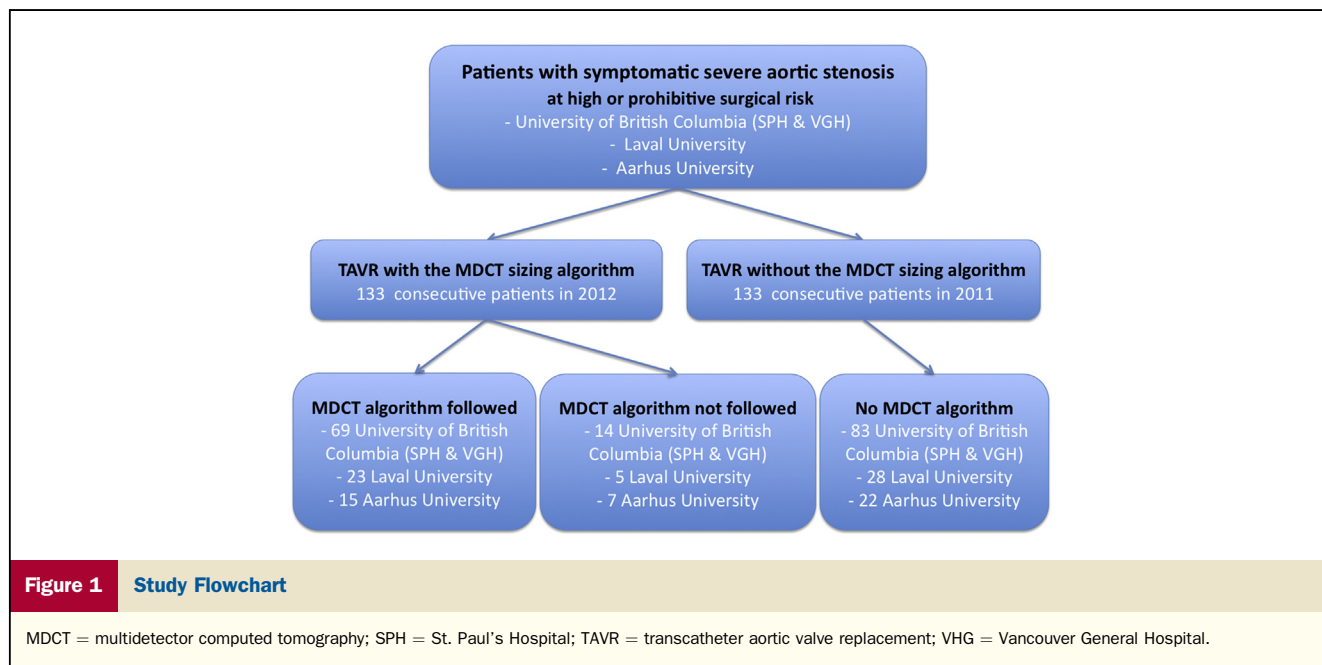 Patients with symptomatic severe aortic stenosis
at high or prohibitive surgical risk
- University of British Columbia (SPH & VGH)
- Laval University
- Aarhus University
TAVR with the MDCT sizing algorithm
133 consecutive patients in 2012
TAVR without the MDCT sizing algorithm
133 consecutive patients in 2011
MDCT algorithm followed
- 69 University of British
Columbia (SPH & VGH)
- 23 Laval University
- 15 Aarhus University
MDCT algorithm not followed
- 14 University of British
Columbia (SPH & VGH)
- 5 Laval University
- 7 Aarhus University
No MDCT algorithm
- 83 University of British
Columbia (SPH & VGH)
- 28 Laval University
- 22 Aarhus University
Figure 1 Study Flowchart
MDCT = multidetector computed tomography; SPH = St. Paul's Hospital; TAVR = transcatheter aortic valve replacement; VHG = Vancouver General Hospital.